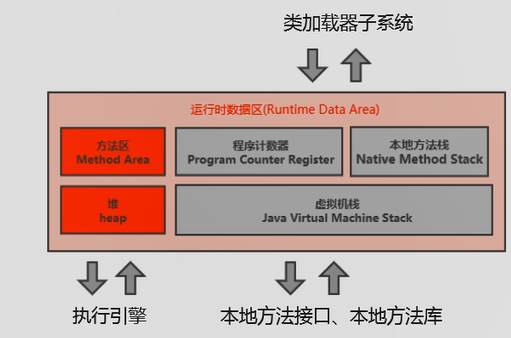 类加载器子系统
运行时数据区(Runtime Data Area)
方法区
Method Area
程序计数器
Program Counter Register
本地方法栈
Native Method Stack
堆
heap
虚拟机栈
Java Virtual Machine Stack
执行引擎
本地方法接口、本地方法库